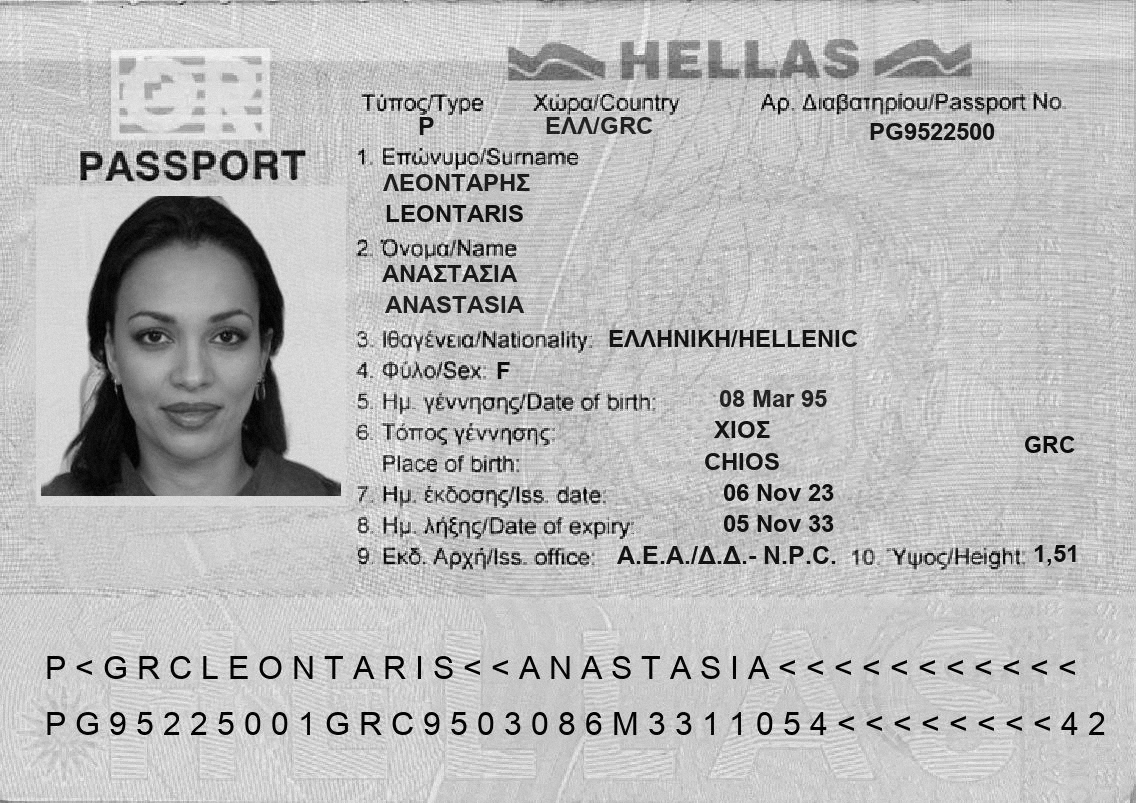 GR
HELLAS
PASSPORT
Τύπος/Type Χώρα/Country Αρ. Διαβατηρίου/Passport No.
P ΕΛΛ/GRC PG9522500
1. Επώνυμο/Surname
ΛΕΟΝΤΑΡΗΣ
LEONTARIS
2. Όνομα/Name
ΑΝΑΣΤΑΣΙΑ
ANASTASIA
3. Ιθαγένεια/Nationality: ΕΛΛΗΝΙΚΗ/HELLENIC
4. Φύλο/Sex: F
5. Ημ. γέννησης/Date of birth: 08 Mar 95
6. Τόπος γέννησης: ΧΙΟΣ
Place of birth: CHIOS GRC
7. Ημ. έκδοσης/Iss. date: 06 Nov 23
8. Ημ. λήξης/Date of expiry: 05 Nov 33
9 Εκδ. Αρχή/Iss. office: Α.Ε.Α./Δ.Δ.- N.P.C. 10. Ύψος/Height: 1,51
HELLAS
P<GRCLEONTARIS<<ANASTASIA<<<<<<<<<<<
PG95225001GRC9503086M3311054<<<<<<<<42